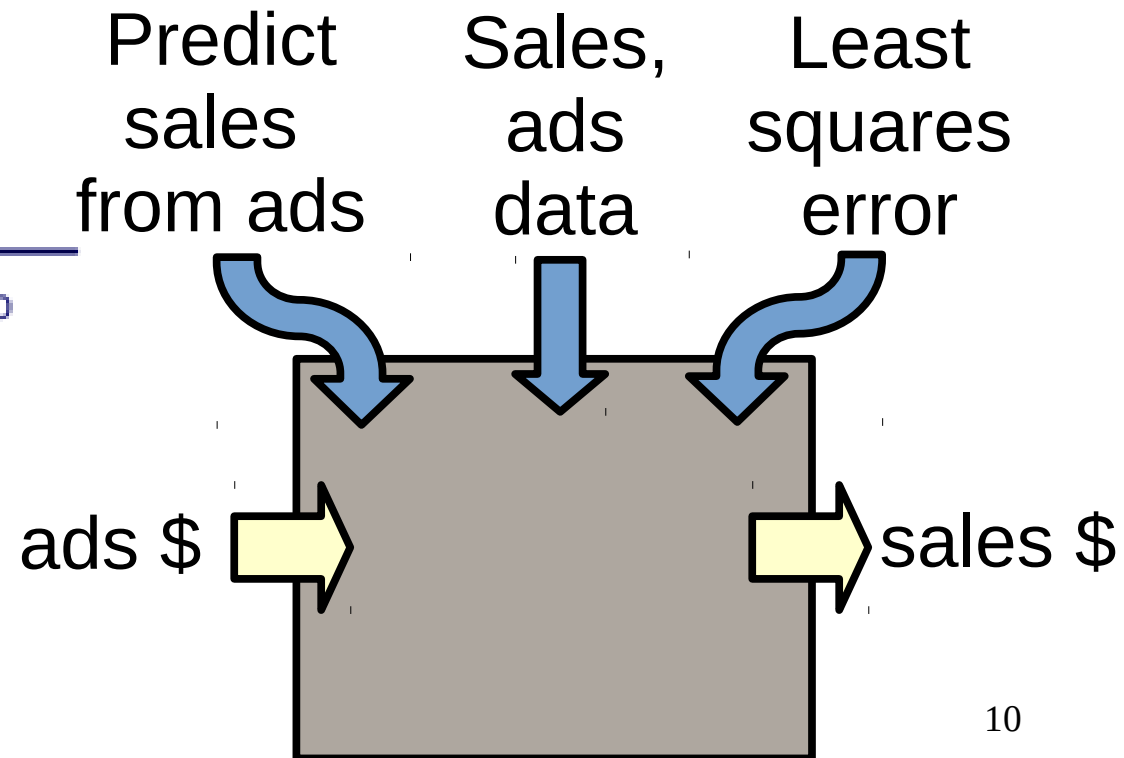 Predict
sales
from ads
Sales,
ads
data
Least
squares
error
ads $
sales $
10